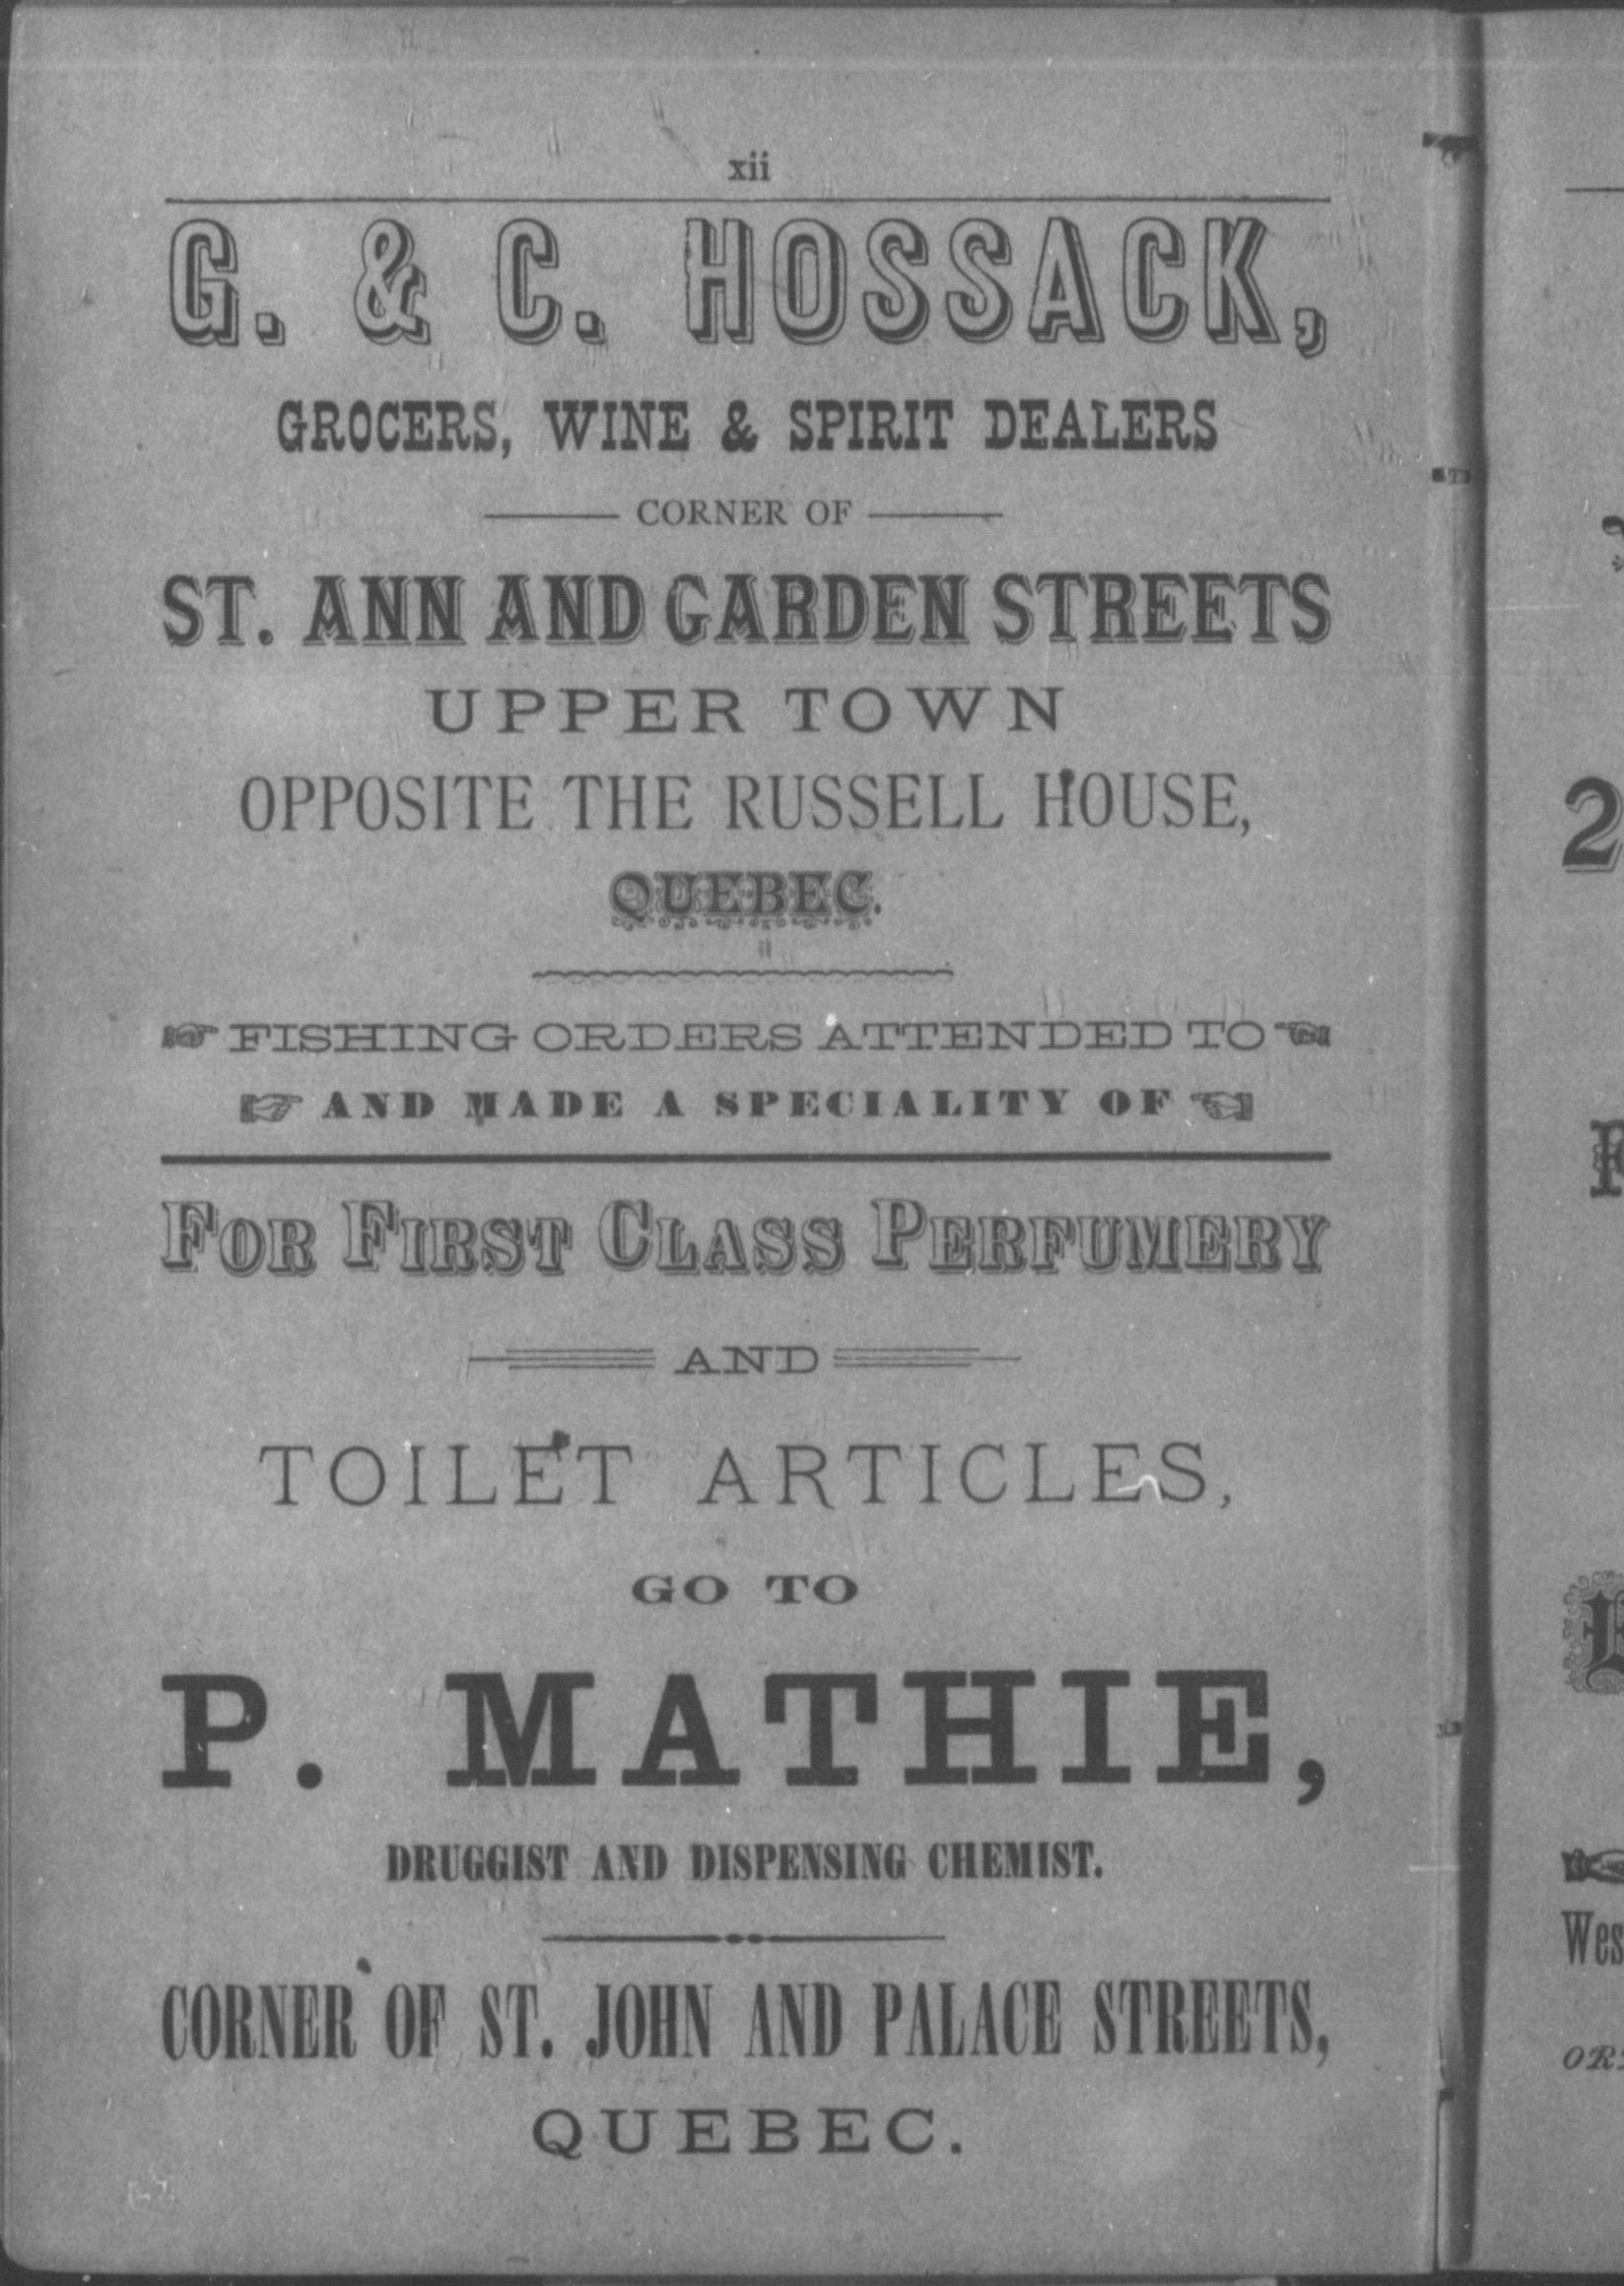 xii
G. & C. HOSSACK,
GROCERS, WINE & SPIRIT DEALERS
CORNER OF
ST. ANN AND GARDEN STREETS
UPPER TOWN
OPPOSITE THE RUSSELL HOUSE,
QUEBEC.
☞ FISHING ORDERS ATTENDED TO ☜
☞ AND MADE A SPECIALITY OF ☜
FOR FIRST CLASS PERFUMERY
AND
TOILET ARTICLES,
GO TO
P. MATHIE,
DRUGGIST AND DISPENSING CHEMIST.
CORNER OF ST. JOHN AND PALACE STREETS,
QUEBEC.
2
Wes